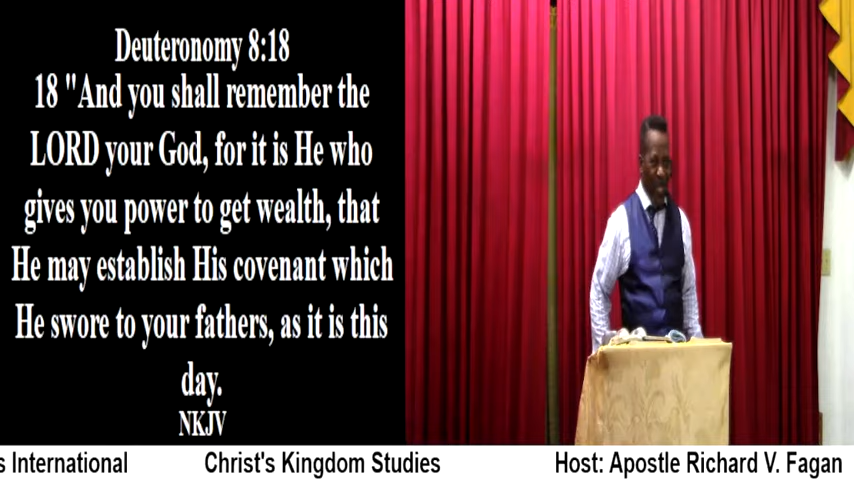 Deuteronomy 8:18
18 "And you shall remember the
LORD your God, for it is He who
gives you power to get wealth, that
He may establish His covenant which
He swore to your fathers, as it is this
day.
NKJV
s International Christ's Kingdom Studies Host: Apostle Richard V. Fagan